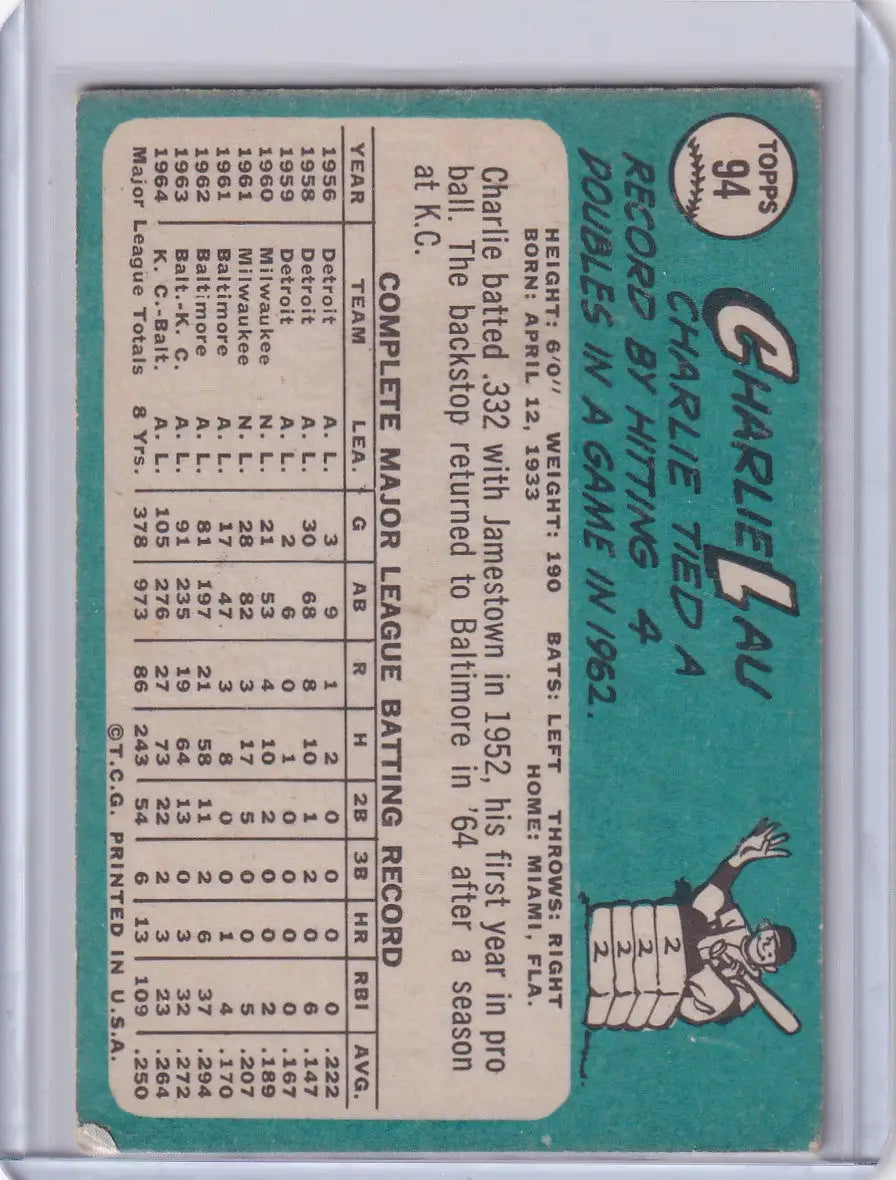 TOPPS
94
CHARLIE LAU
CHARLIE TIED A
RECORD BY HITTING 4
DOUBLES IN A GAME IN 1962.
2
2
2
2
HEIGHT: 6'0" WEIGHT: 190 BATS: LEFT THROWS: RIGHT
BORN: APRIL 12, 1933 HOME: MIAMI, FLA.
Charlie batted .332 with Jamestown in 1952, his first year in pro
ball. The backstop returned to Baltimore in '64 after a season
at K.C.
COMPLETE MAJOR LEAGUE BATTING RECORD
YEAR TEAM LEA. G AB R H 2B 3B HR RBI AVG.
1956 Detroit A. L. 3 9 1 2 0 0 0 0 .222
1958 Detroit A. L. 30 68 8 10 1 2 0 6 .147
1959 Detroit A. L. 2 6 0 1 0 0 0 0 .167
1960 Milwaukee N. L. 21 53 4 10 2 0 0 2 .189
1961 Milwaukee N. L. 28 82 3 17 5 0 0 5 .207
1961 Baltimore A. L. 17 47 3 8 0 0 1 4 .170
1962 Baltimore A. L. 81 197 21 58 11 2 6 37 .294
1963 Balt.-K. C. A. L. 91 235 19 64 13 0 3 32 .272
1964 K. C.-Balt. A. L. 105 276 27 73 22 2 3 23 .264
Major League Totals 8 Yrs. 378 973 86 243 54 6 13 109 .250
©T.C.G. PRINTED IN U.S.A.